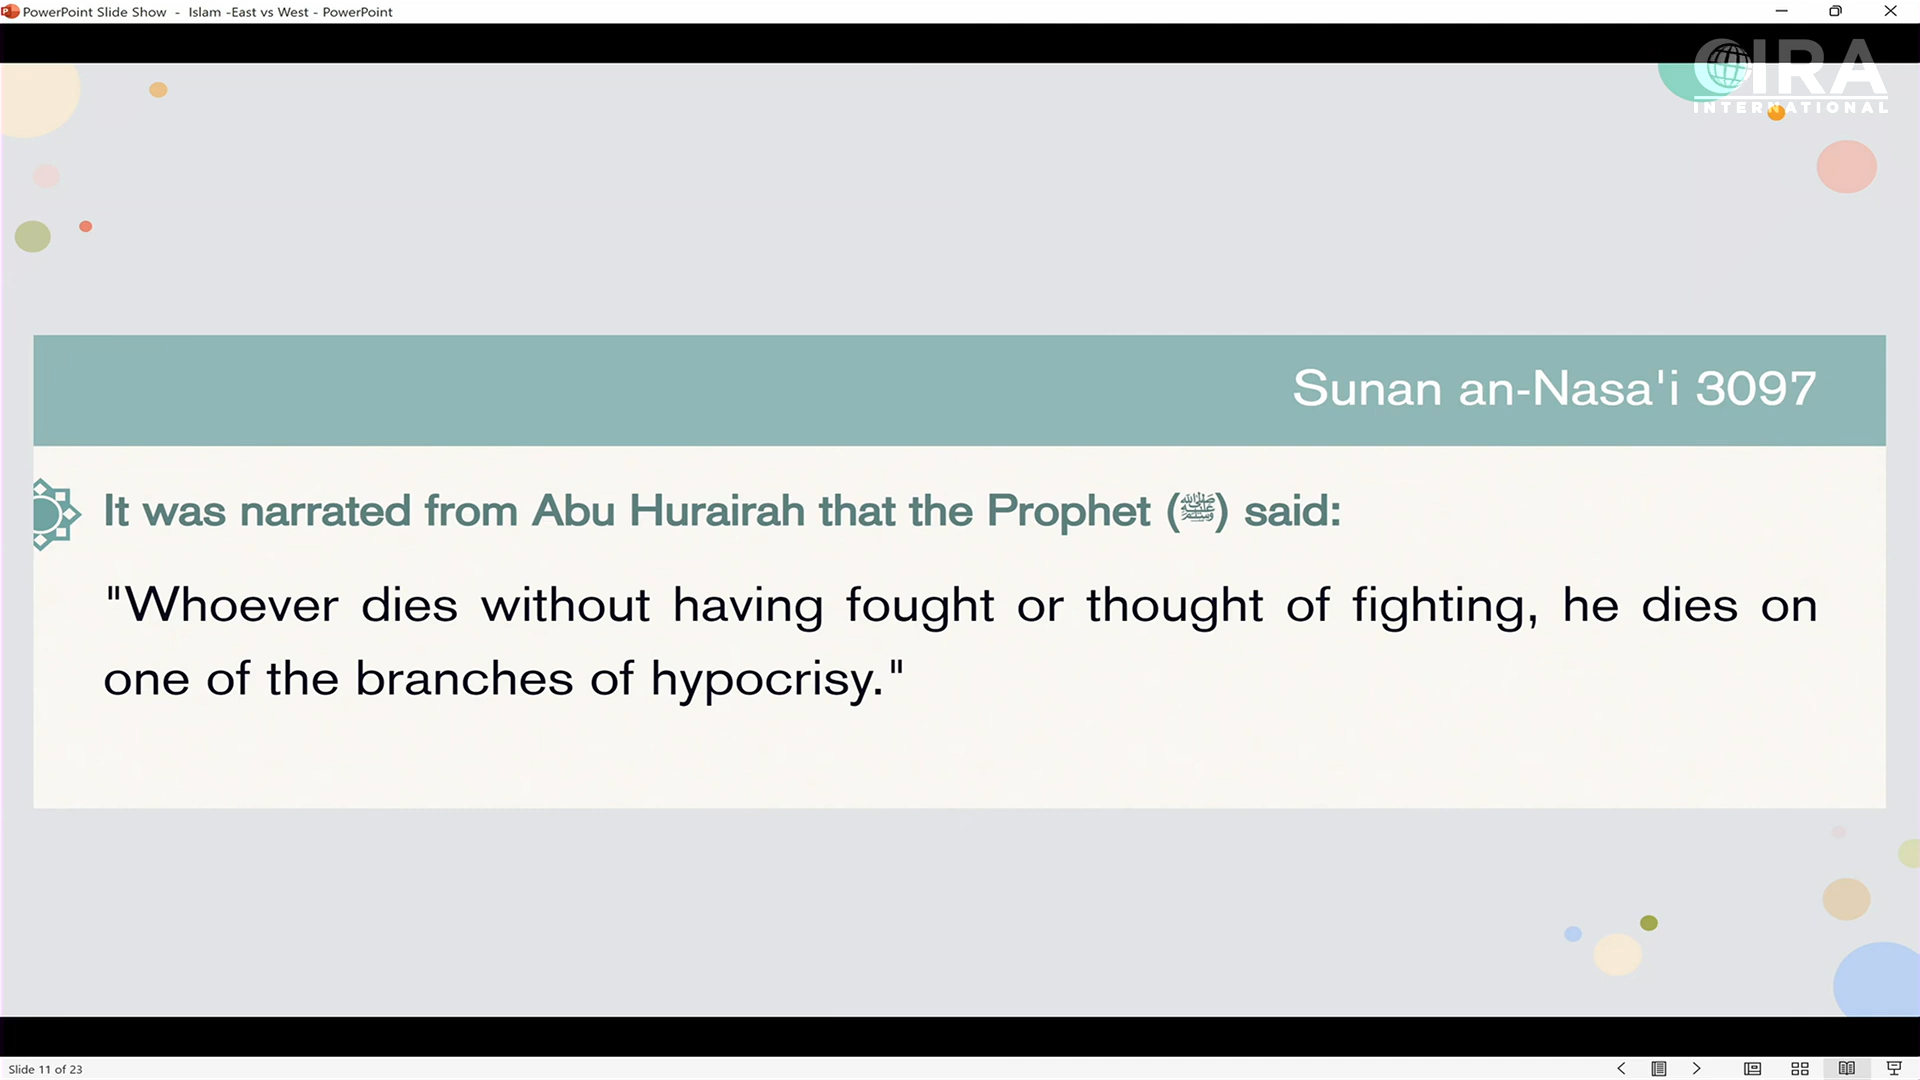 PowerPoint Slide Show - Islam -East vs West - PowerPoint
CIRA
INTERNATIONAL
Sunan an-Nasa'i 3097
It was narrated from Abu Hurairah that the Prophet (ﷺ) said:
"Whoever dies without having fought or thought of fighting, he dies on
one of the branches of hypocrisy."
Slide 11 of 23